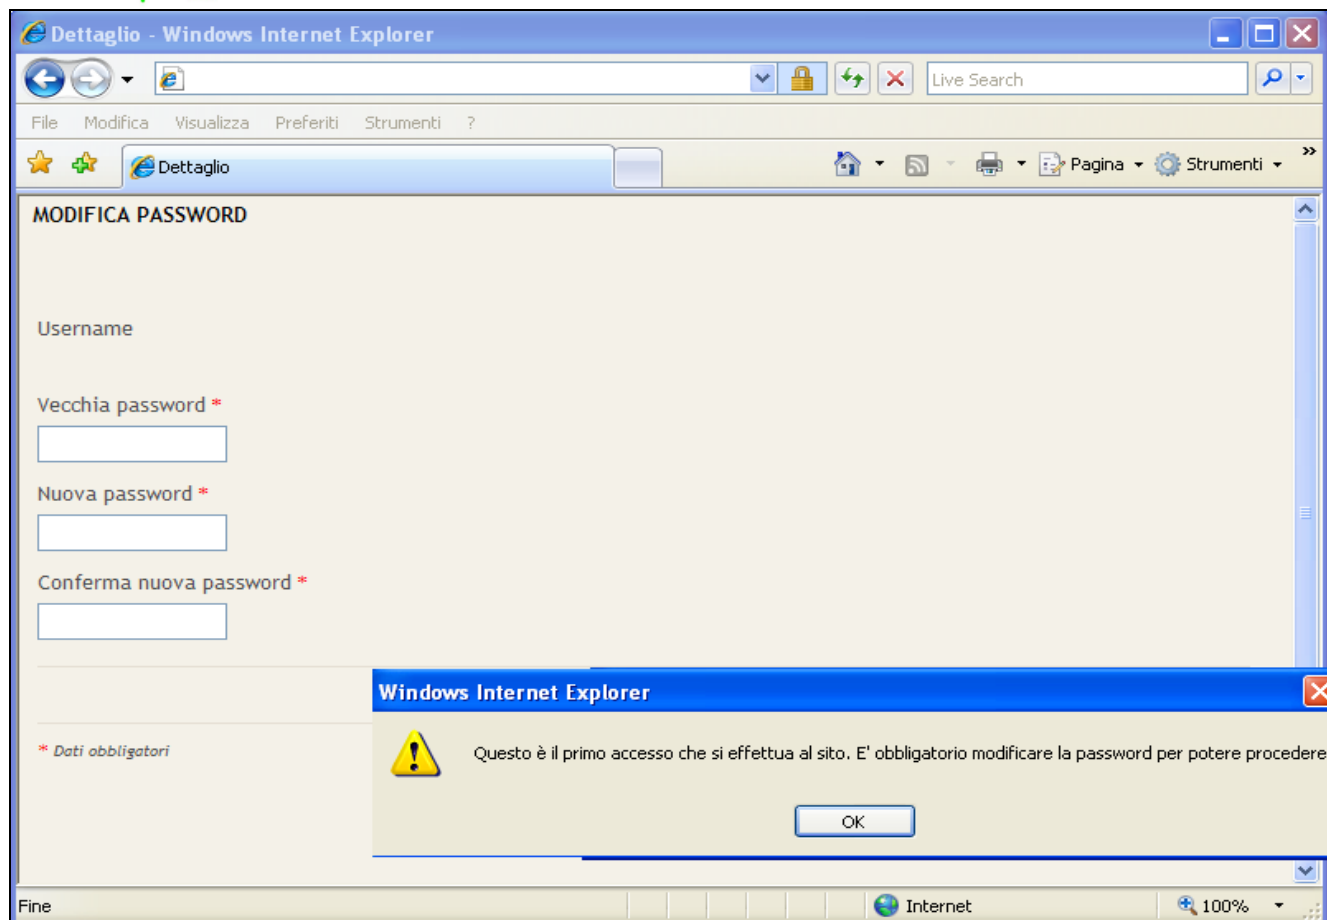 Dettaglio - Windows Internet Explorer
Live Search
File Modifica Visualizza Preferiti Strumenti ?
Dettaglio Pagina Strumenti »
MODIFICA PASSWORD
Username
Vecchia password *
Nuova password *
Conferma nuova password *
Windows Internet Explorer
* Dati obbligatori
Questo è il primo accesso che si effettua al sito. E' obbligatorio modificare la password per potere procedere
OK
Fine Internet 100%